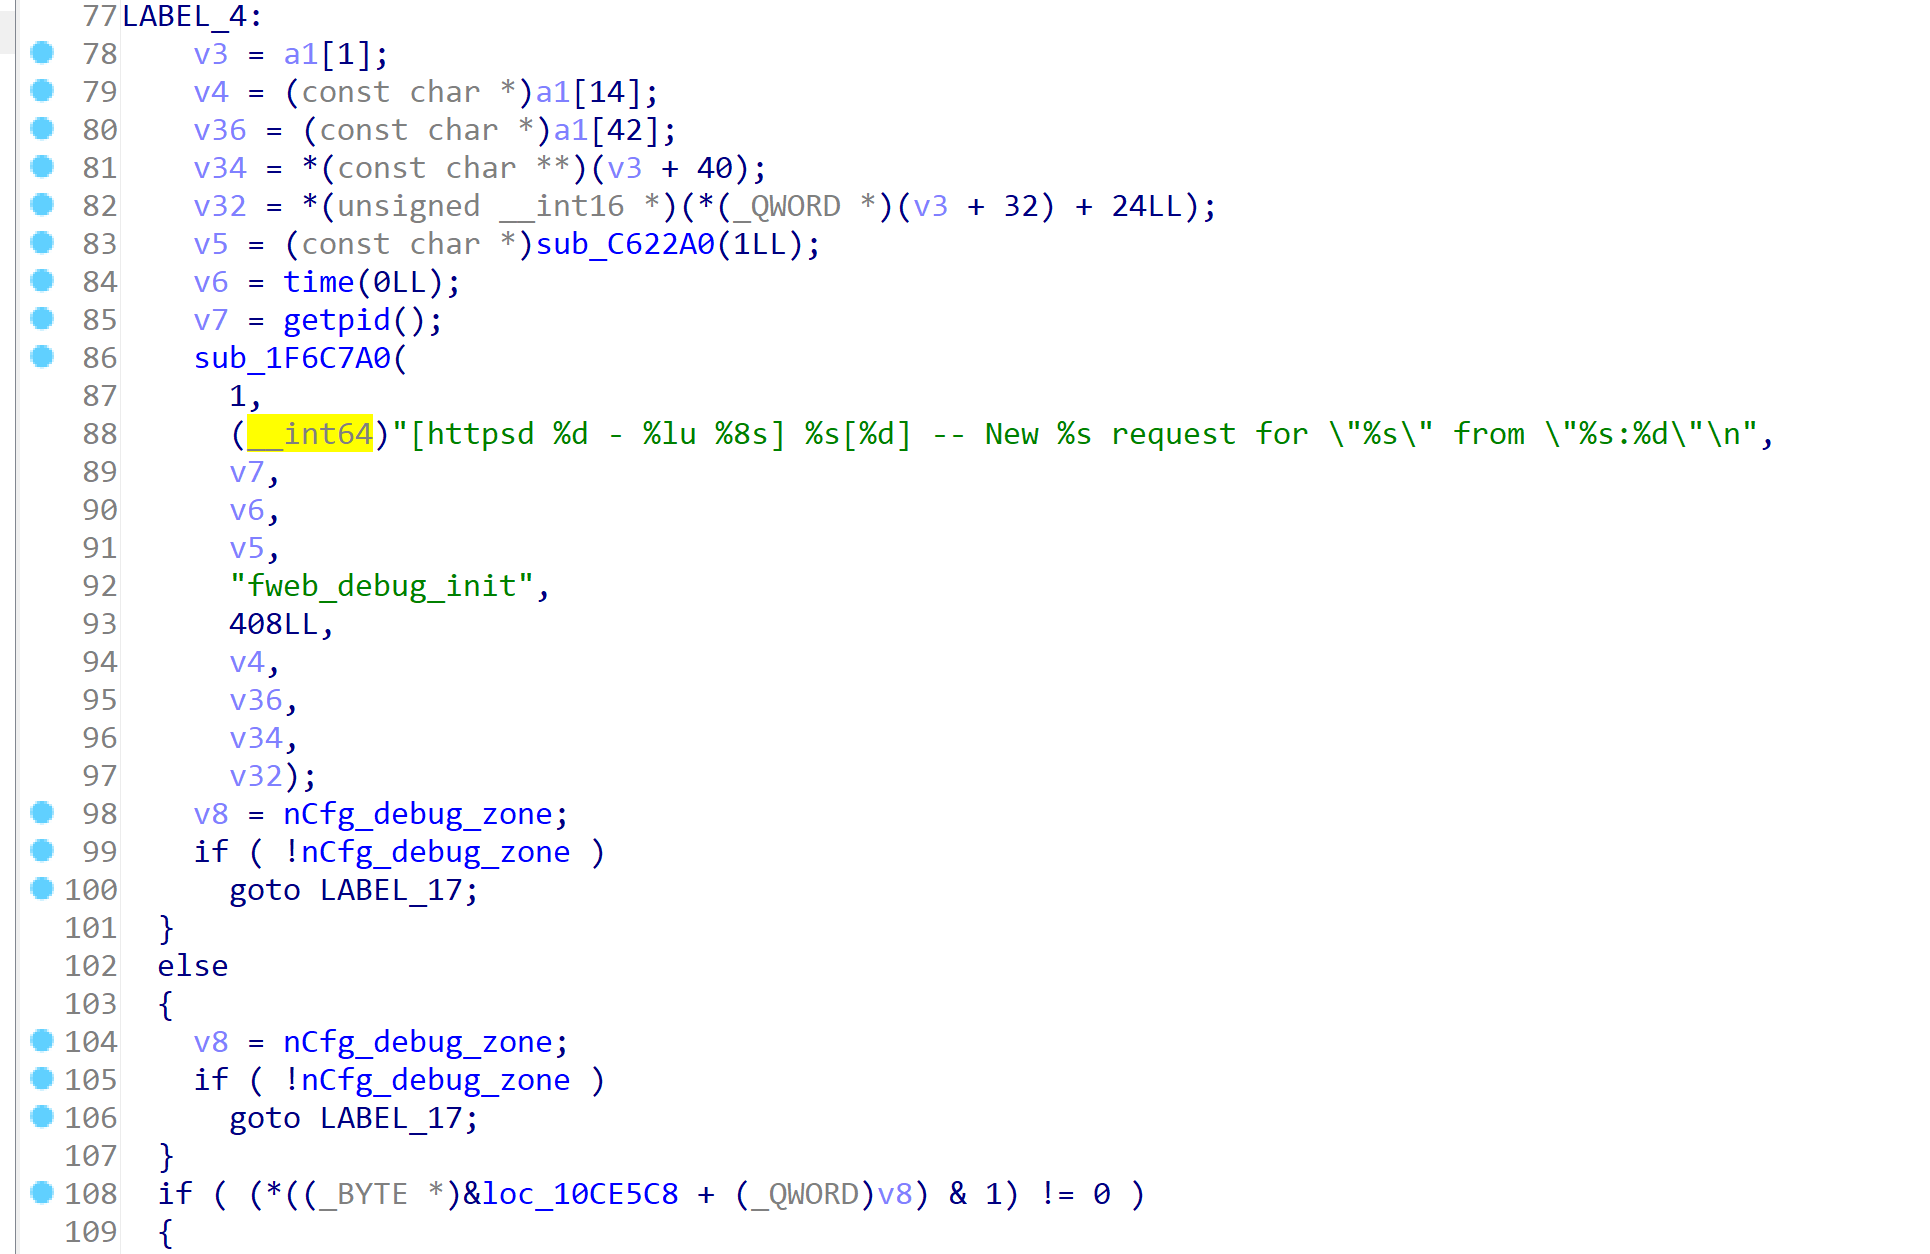 77 LABEL_4:
78 v3 = a1[1];
79 v4 = (const char *)a1[14];
80 v36 = (const char *)a1[42];
81 v34 = *(const char **)(v3 + 40);
82 v32 = *(unsigned __int16 *)(*(_QWORD *)(v3 + 32) + 24LL);
83 v5 = (const char *)sub_C622A0(1LL);
84 v6 = time(0LL);
85 v7 = getpid();
86 sub_1F6C7A0(
87 1,
88 (__int64)"[httpsd %d - %lu %8s] %s[%d] -- New %s request for \"%s\" from \"%s:%d\"\n",
89 v7,
90 v6,
91 v5,
92 "fweb_debug_init",
93 408LL,
94 v4,
95 v36,
96 v34,
97 v32);
98 v8 = nCfg_debug_zone;
99 if ( !nCfg_debug_zone )
100 goto LABEL_17;
101 }
102 else
103 {
104 v8 = nCfg_debug_zone;
105 if ( !nCfg_debug_zone )
106 goto LABEL_17;
107 }
108 if ( (*((_BYTE *)&loc_10CE5C8 + (_QWORD)v8) & 1) != 0 )
109 {